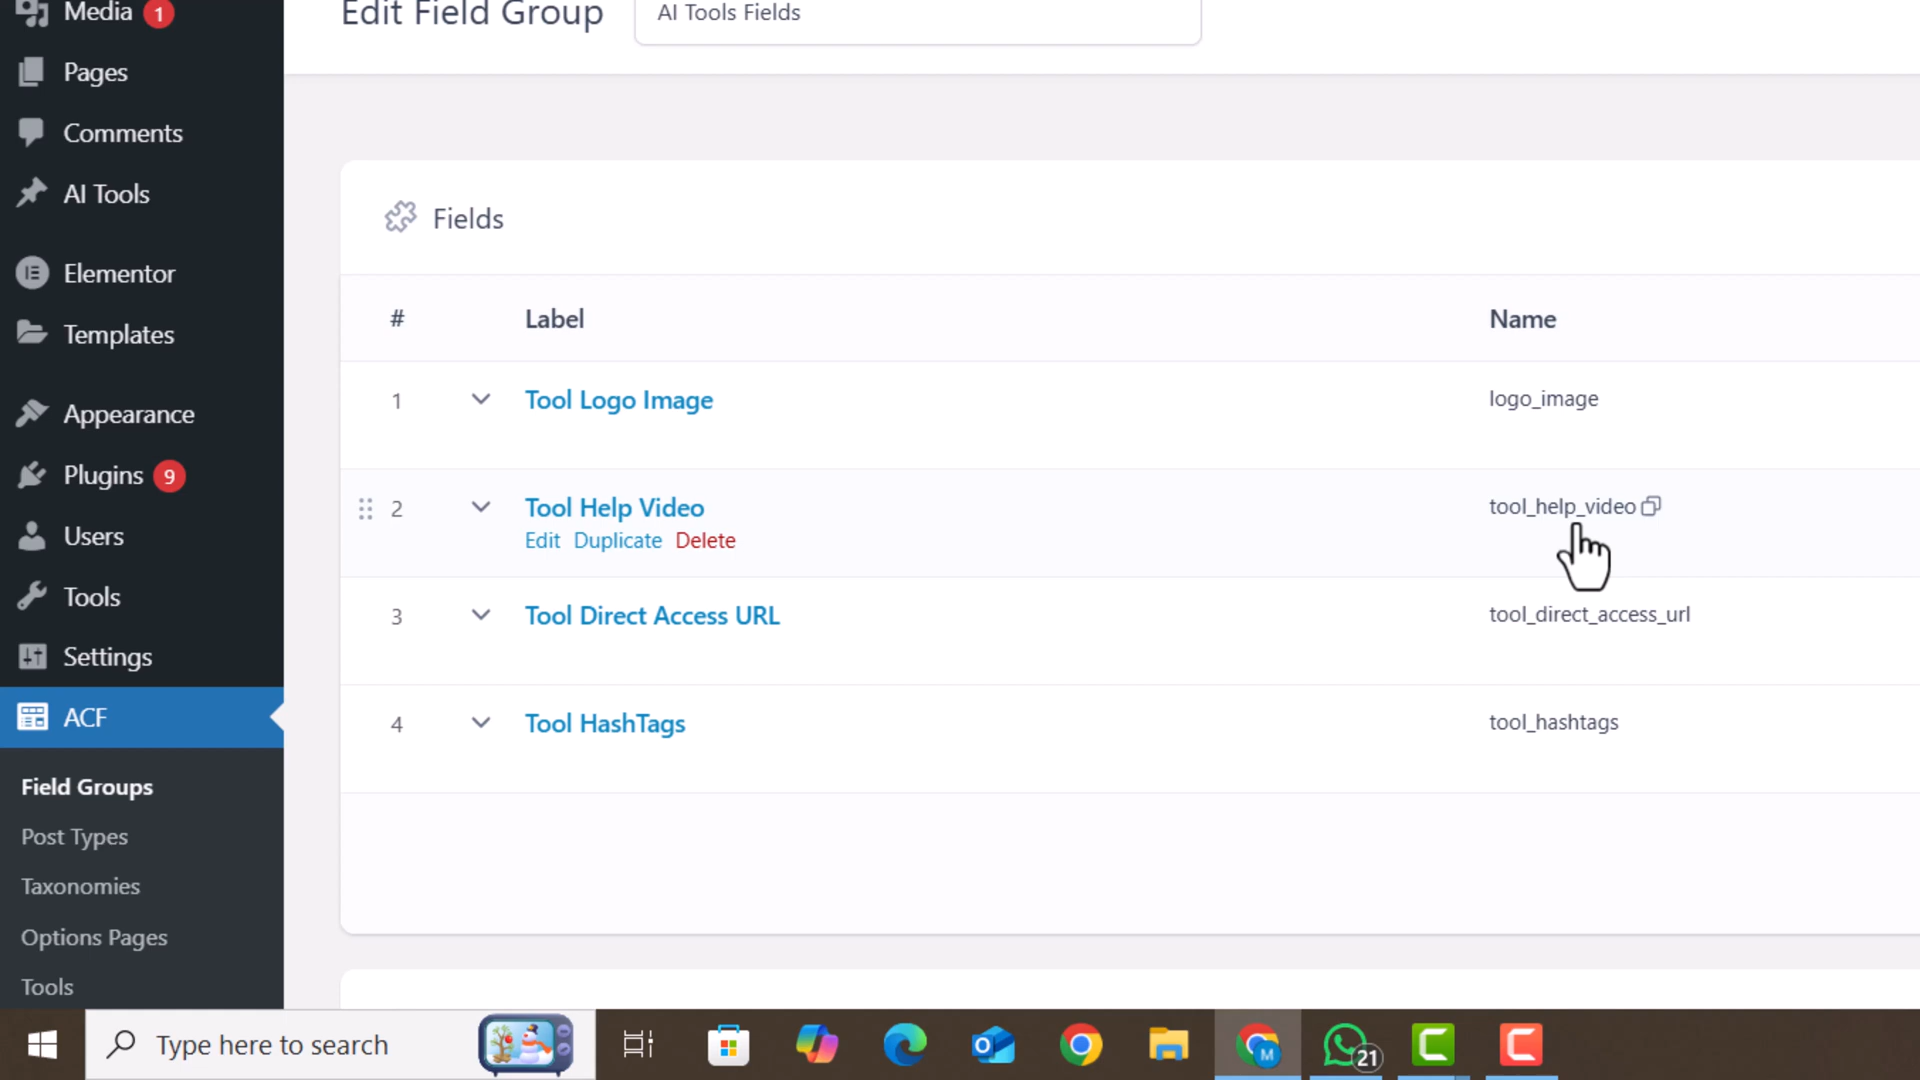 Media 1
Pages
Comments
AI Tools
Elementor
Templates
Appearance
Plugins 9
Users
Tools
Settings
ACF
Field Groups
Post Types
Taxonomies
Options Pages
Tools
Edit Field Group
AI Tools Fields
Fields
# Label Name
1 Tool Logo Image logo_image
2 Tool Help Video tool_help_video
Edit Duplicate Delete
3 Tool Direct Access URL tool_direct_access_url
4 Tool HashTags tool_hashtags
Type here to search
M
21